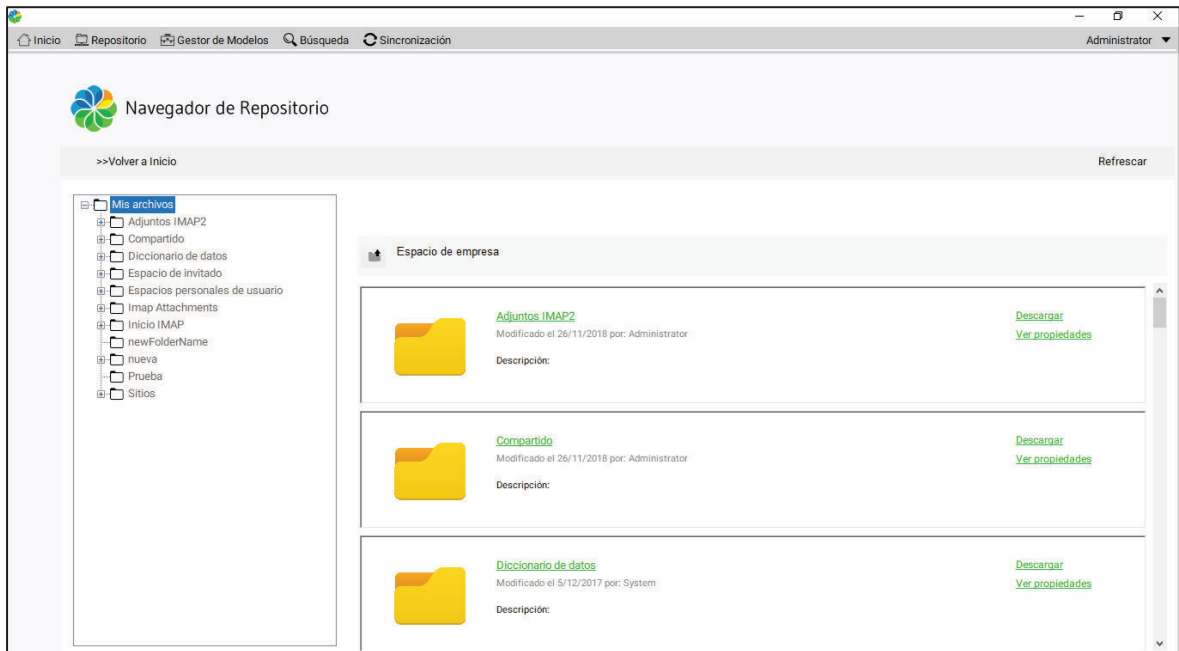 Inicio Repositorio Gestor de Modelos Búsqueda Sincronización Administrator
Navegador de Repositorio
>>Volver a Inicio Refrescar
Mis archivos
Adjuntos IMAP2
Compartido
Diccionario de datos
Espacio de invitado
Espacios personales de usuario
Imap Attachments
Inicio IMAP
newFolderName
nueva
Prueba
Sitios
Espacio de empresa
Adjuntos IMAP2 Descargar
Modificado el 26/11/2018 por: Administrator Ver propiedades
Descripción:
Compartido Descargar
Modificado el 26/11/2018 por: Administrator Ver propiedades
Descripción:
Diccionario de datos Descargar
Modificado el 5/12/2017 por: System Ver propiedades
Descripción: